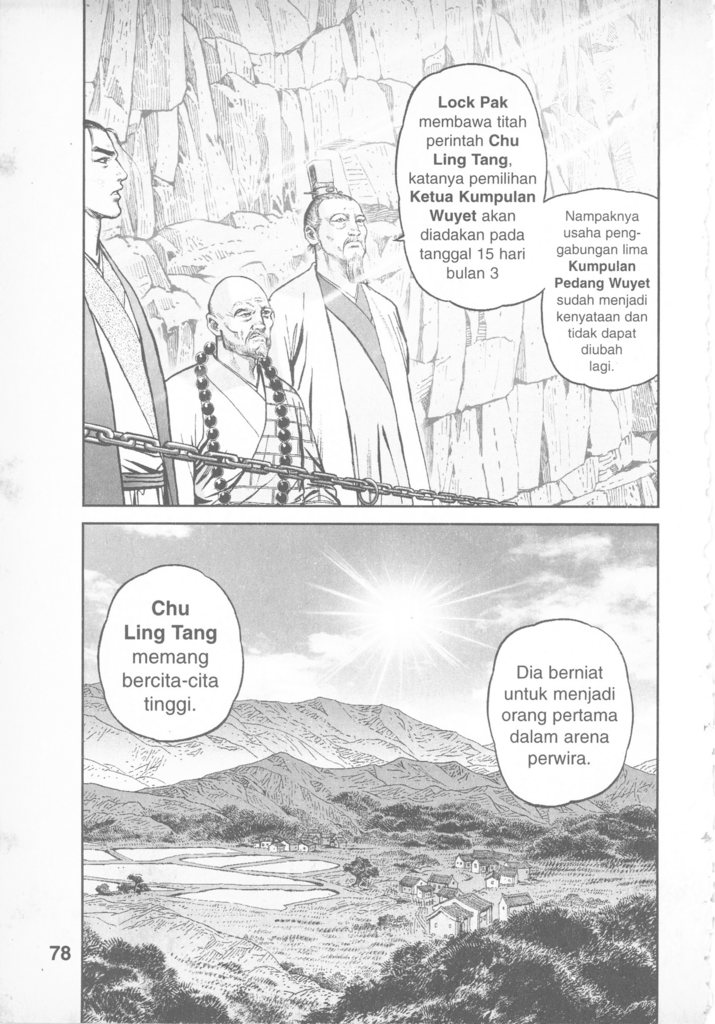 Lock Pak
membawa titah
perintah Chu
Ling Tang,
katanya pemilihan
Ketua Kumpulan
Wuyet akan
diadakan pada
tanggal 15 hari
bulan 3
Nampaknya
usaha peng-
gabungan lima
Kumpulan
Pedang Wuyet
sudah menjadi
kenyataan dan
tidak dapat
diubah
lagi.
Chu
Ling Tang
memang
bercita-cita
tinggi.
Dia berniat
untuk menjadi
orang pertama
dalam arena
perwira.
78